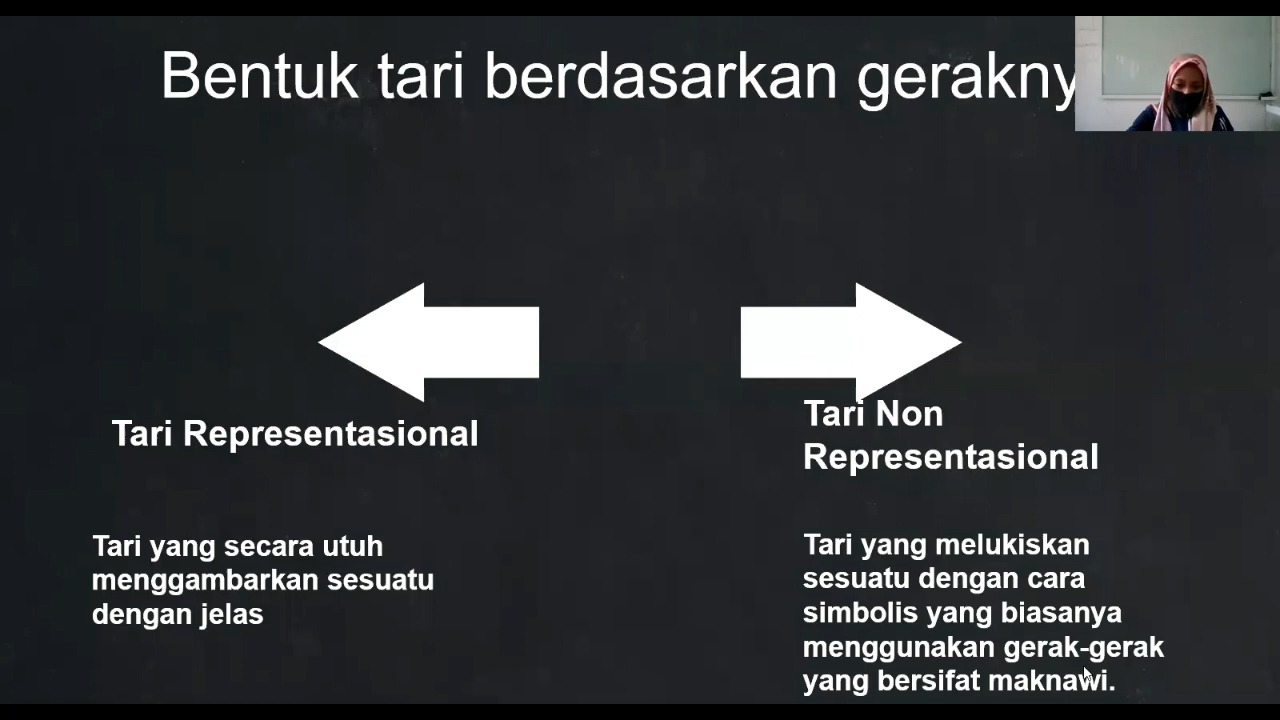 Bentuk tari berdasarkan gerakny
Tari Representasional
Tari yang secara utuh
menggambarkan sesuatu
dengan jelas
Tari Non
Representasional
Tari yang melukiskan
sesuatu dengan cara
simbolis yang biasanya
menggunakan gerak-gerak
yang bersifat maknawi.